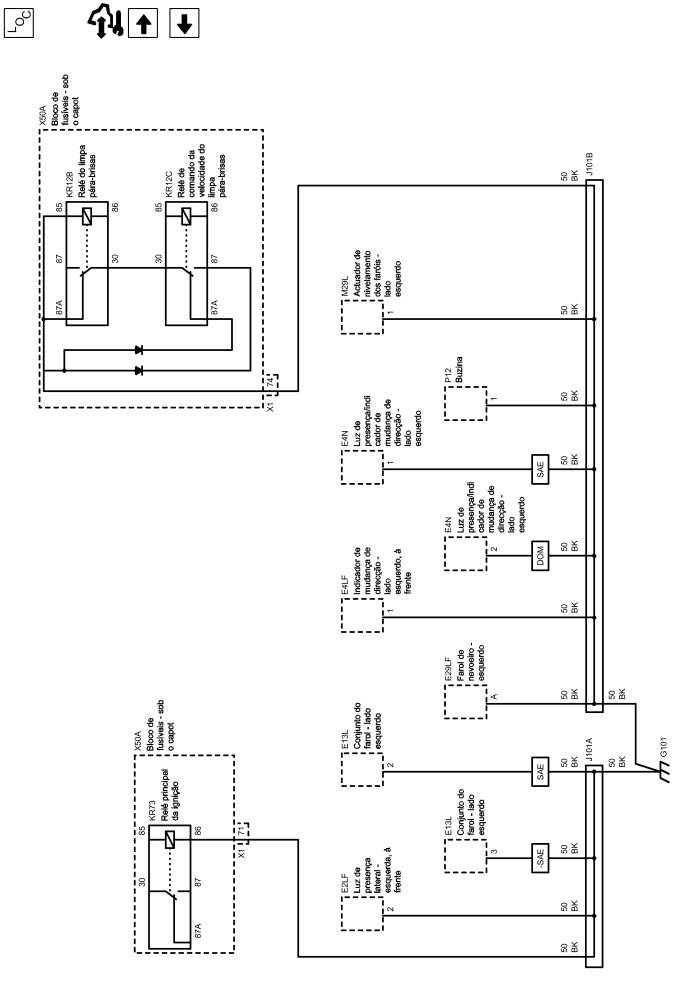 LOC
X50A
Bloco de
fusíveis - sob
o capot
KR73
Relé principal
da ignição
30
85
87A
87
86
X1
71
X50A
Bloco de
fusíveis - sob
o capot
KR12B
Relé do limpa
pára-brisas
87A
87
85
30
86
KR12C
Relé de
comando da
velocidade do
limpa
pára-brisas
30
85
87A
87
86
X1
74
E2LF
Luz de
presença
lateral -
esquerda, à
frente
2
E13L
Conjunto do
farol - lado
esquerdo
2
E4LF
Indicador de
mudança de
direcção -
lado
esquerdo, à
frente
1
E4N
Luz de
presença/indi
cador de
mudança de
direcção -
lado
esquerdo
1
M29L
Actuador de
nivelamento
dos faróis -
lado
esquerdo
1
E13L
Conjunto do
farol - lado
esquerdo
3
E29LF
Farol de
nevoeiro -
esquerdo
A
E4N
Luz de
presença/indi
cador de
mudança de
direcção -
lado
esquerdo
2
P12
Buzina
1
-SAE
SAE
DOM
SAE
50
BK
50
BK
50
BK
50
BK
50
BK
50
BK
50
BK
50
BK
50
BK
50
BK
50
BK
J101A
J101B
50
BK
50
BK
G101